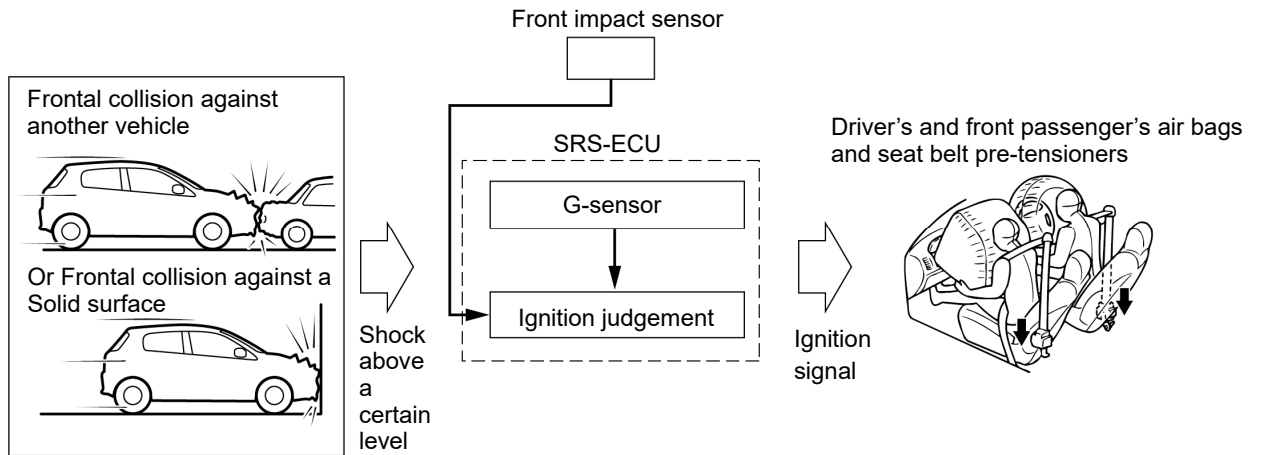 Front impact sensor
Frontal collision against
another vehicle
Or Frontal collision against a
Solid surface
Shock
above
a
certain
level
SRS-ECU
G-sensor
Ignition judgement
Ignition
signal
Driver’s and front passenger’s air bags
and seat belt pre-tensioners